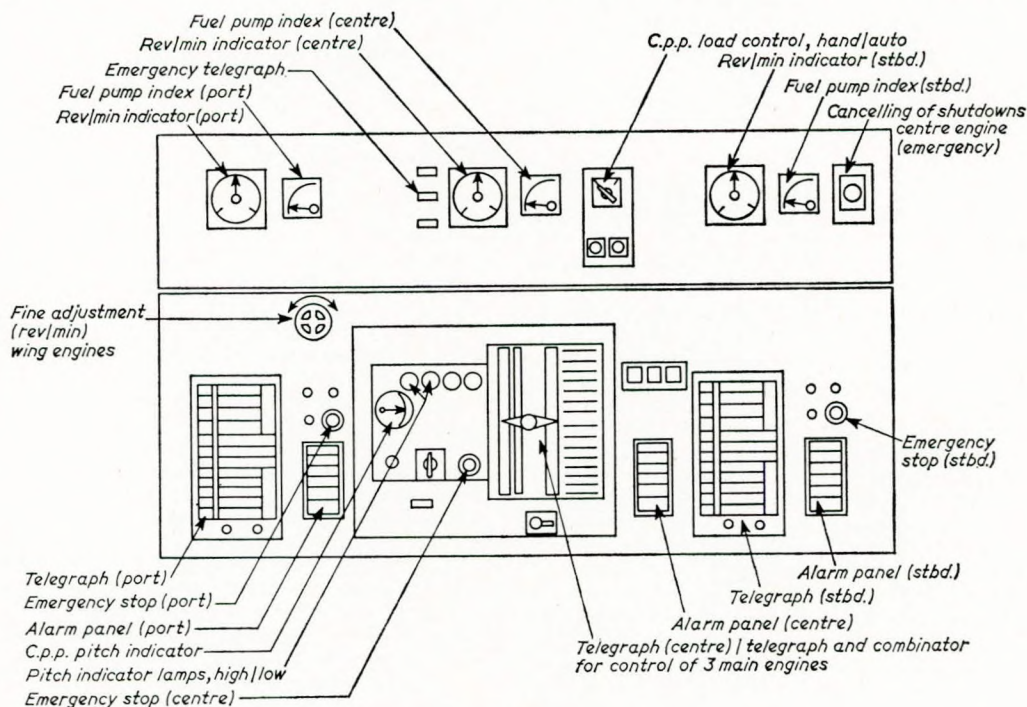 Fuel pump index (centre)
Rev/min indicator (centre)
Emergency telegraph
Fuel pump index (port)
Rev/min indicator (port)
C.p.p. load control, hand/auto
Rev/min indicator (stbd.)
Fuel pump index (stbd.)
Cancelling of shutdowns
centre engine
(emergency)
Fine adjustment
(rev/min)
wing engines
Emergency
stop (stbd.)
Telegraph (port)
Emergency stop (port)
Alarm panel (port)
C.p.p. pitch indicator
Pitch indicator lamps, high/low
Emergency stop (centre)
Alarm panel (stbd.)
Telegraph (stbd.)
Alarm panel (centre)
Telegraph (centre) / telegraph and combinator
for control of 3 main engines